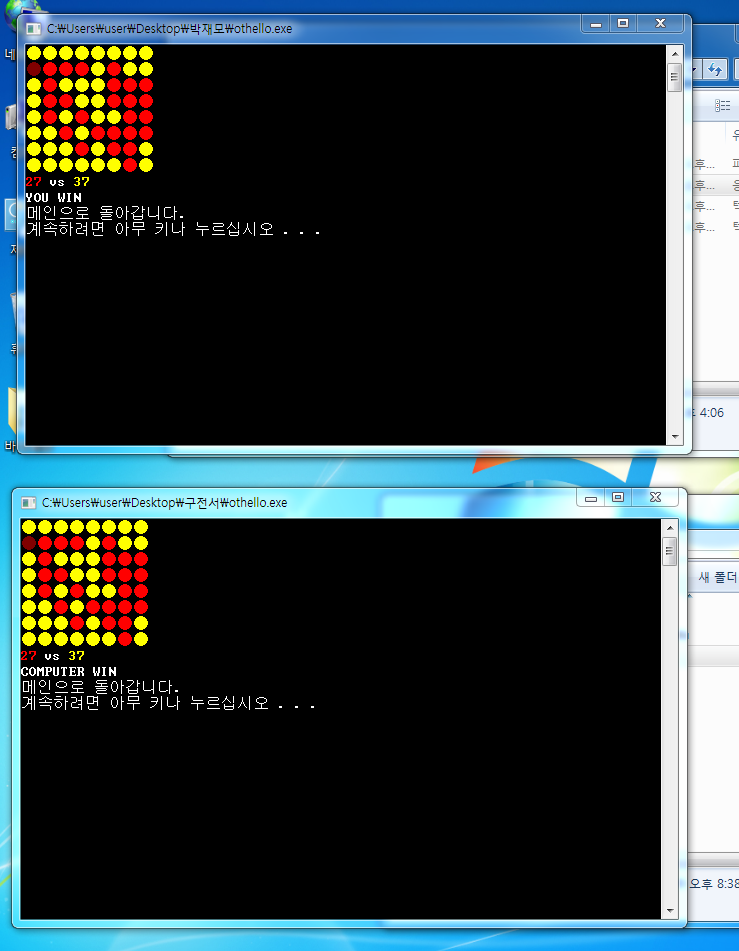 C:₩Users₩user₩Desktop₩박재모₩othello.exe
27 vs 37
YOU WIN
메인으로 돌아갑니다.
계속하려면 아무 키나 누르십시오 . . .
후...
후...
후...
후...
4:06
C:₩Users₩user₩Desktop₩구전서₩othello.exe
새 폴더
27 vs 37
COMPUTER WIN
메인으로 돌아갑니다.
계속하려면 아무 키나 누르십시오 . . .
오후 8:38